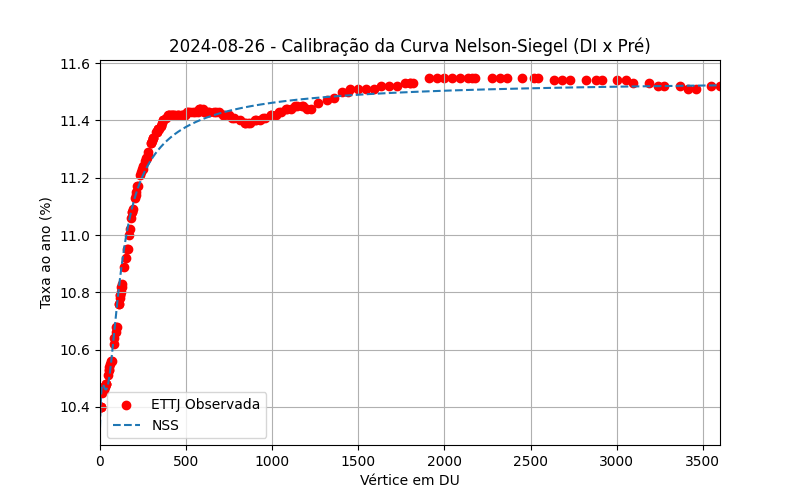 2024-08-26 - Calibração da Curva Nelson-Siegel (DI x Pré)
Taxa ao ano (%)
11.6
11.4
11.2
11.0
10.8
10.6
10.4
ETTJ Observada
NSS
0 500 1000 1500 2000 2500 3000 3500
Vértice em DU